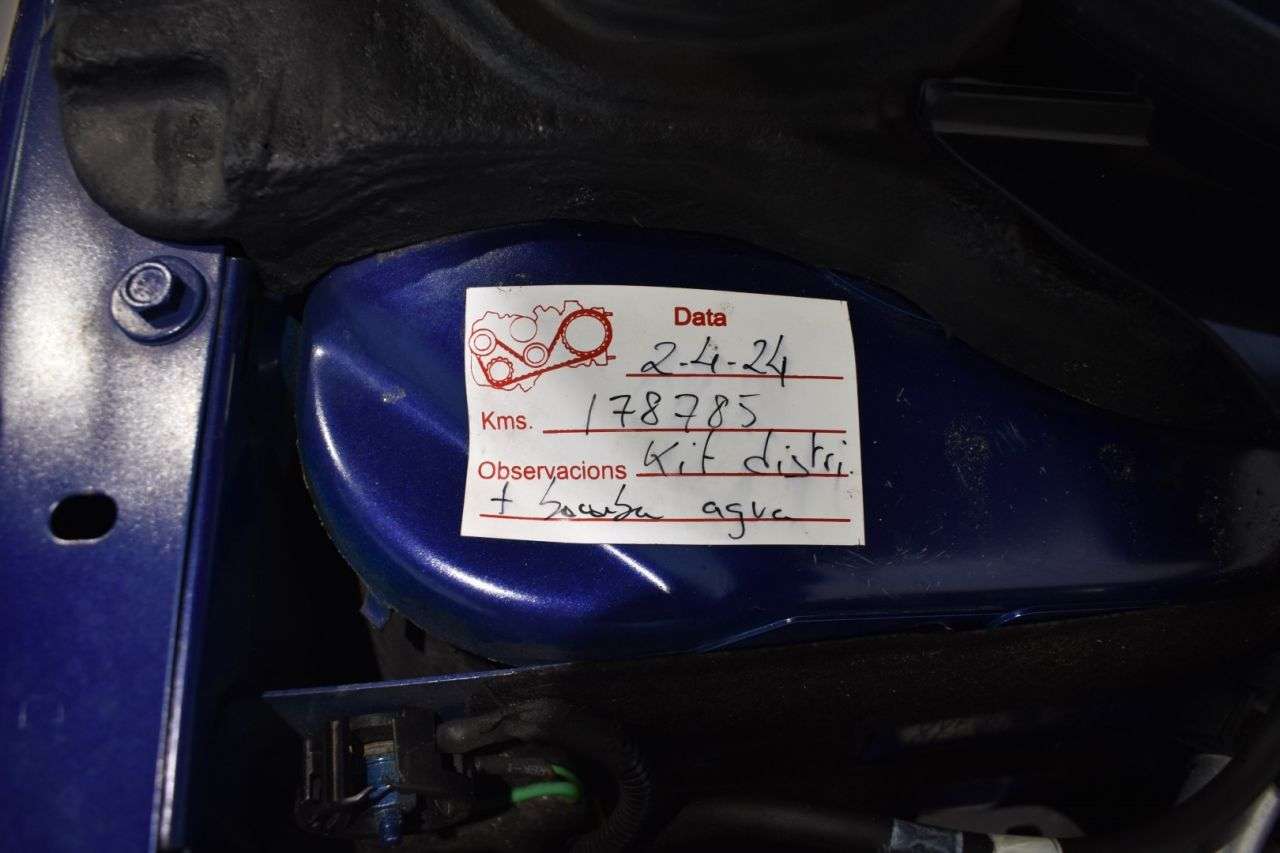 Data
2-4-24
Kms. 178785
Observacions Kit distri.
+ bomba agua